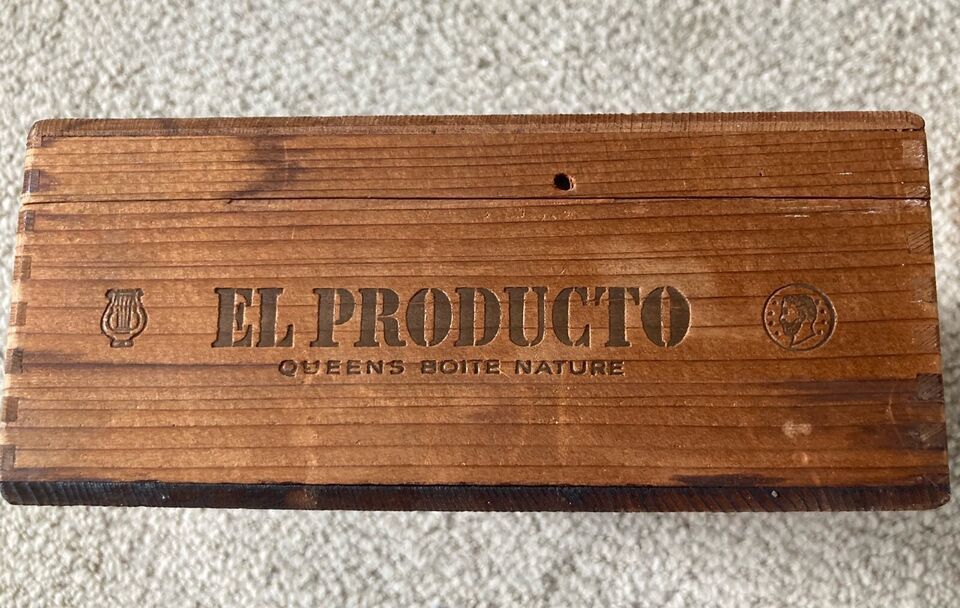 EL PRODUCTO
QUEENS BOITE NATURE